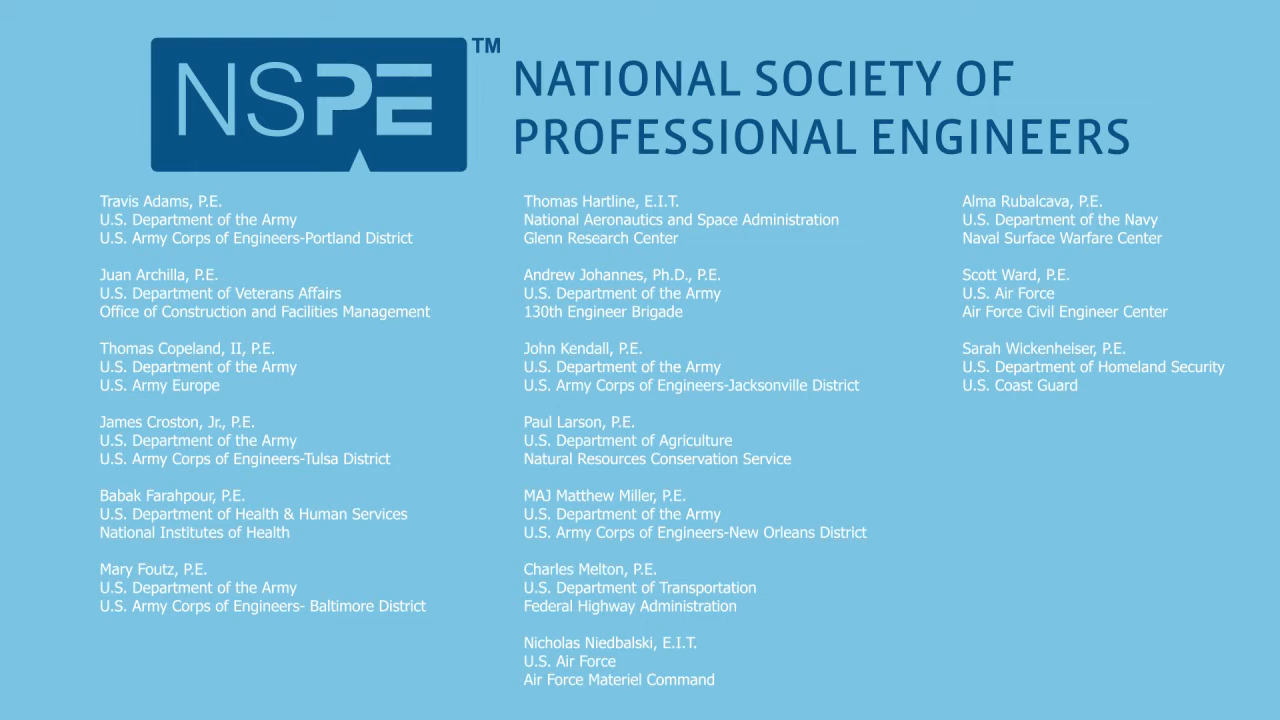 NSPE™
NATIONAL SOCIETY OF
PROFESSIONAL ENGINEERS
Travis Adams, P.E.
U.S. Department of the Army
U.S. Army Corps of Engineers-Portland District
Juan Archilla, P.E.
U.S. Department of Veterans Affairs
Office of Construction and Facilities Management
Thomas Copeland, II, P.E.
U.S. Department of the Army
U.S. Army Europe
James Croston, Jr., P.E.
U.S. Department of the Army
U.S. Army Corps of Engineers-Tulsa District
Babak Farahpour, P.E.
U.S. Department of Health & Human Services
National Institutes of Health
Mary Foutz, P.E.
U.S. Department of the Army
U.S. Army Corps of Engineers- Baltimore District
Thomas Hartline, E.I.T.
National Aeronautics and Space Administration
Glenn Research Center
Andrew Johannes, Ph.D., P.E.
U.S. Department of the Army
130th Engineer Brigade
John Kendall, P.E.
U.S. Department of the Army
U.S. Army Corps of Engineers-Jacksonville District
Paul Larson, P.E.
U.S. Department of Agriculture
Natural Resources Conservation Service
MAJ Matthew Miller, P.E.
U.S. Department of the Army
U.S. Army Corps of Engineers-New Orleans District
Charles Melton, P.E.
U.S. Department of Transportation
Federal Highway Administration
Nicholas Niedbalski, E.I.T.
U.S. Air Force
Air Force Materiel Command
Alma Rubalcava, P.E.
U.S. Department of the Navy
Naval Surface Warfare Center
Scott Ward, P.E.
U.S. Air Force
Air Force Civil Engineer Center
Sarah Wickenheiser, P.E.
U.S. Department of Homeland Security
U.S. Coast Guard